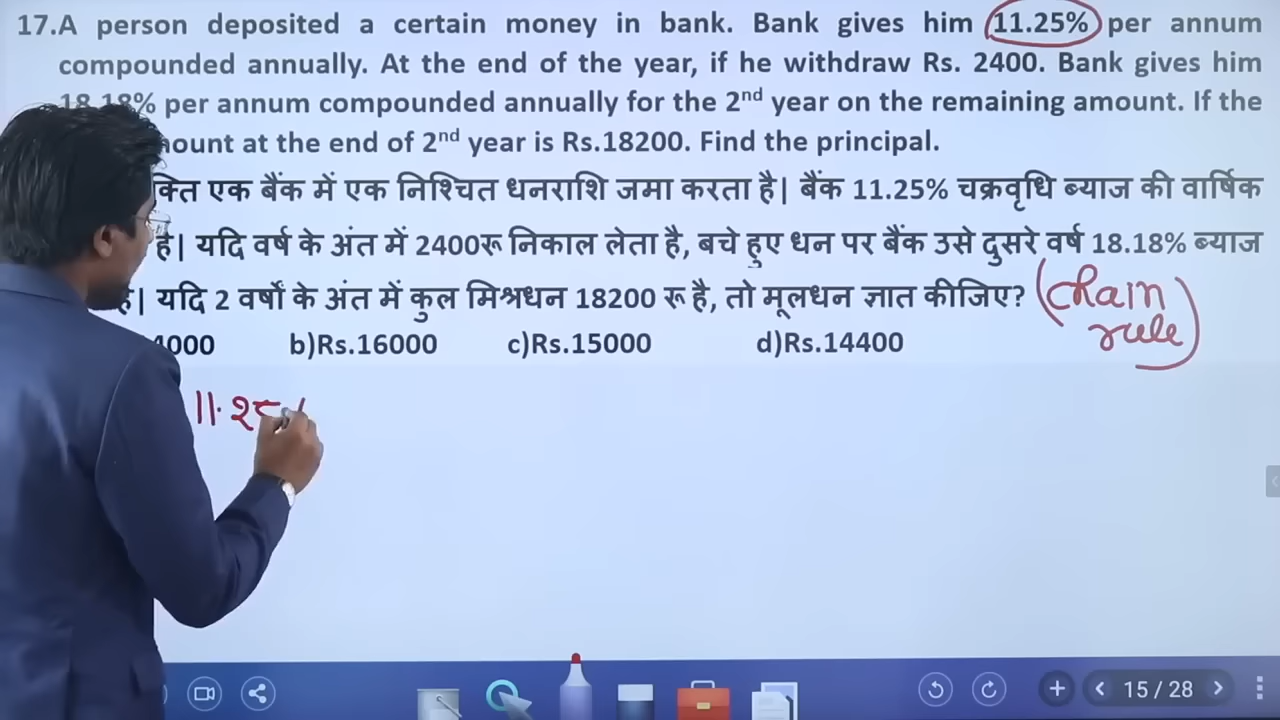 17.A person deposited a certain money in bank. Bank gives him 11.25% per annum
compounded annually. At the end of the year, if he withdraw Rs. 2400. Bank gives him
18.18% per annum compounded annually for the 2nd year on the remaining amount. If the
at the end of 2nd year is Rs.18200. Find the principal.
एक बैंक में एक निश्चित धनराशि जमा करता है| बैंक 11.25% चक्रवृधि ब्याज की वार्षिक
है| यदि वर्ष के अंत में 2400रू निकाल लेता है, बचे हुए धन पर बैंक उसे दुसरे वर्ष 18.18% ब्याज
है| यदि 2 वर्षों के अंत में कुल मिश्रधन 18200 रू है, तो मूलधन ज्ञात कीजिए? (chain
rule)
4000 b)Rs.16000 c)Rs.15000 d)Rs.14400
15 / 28